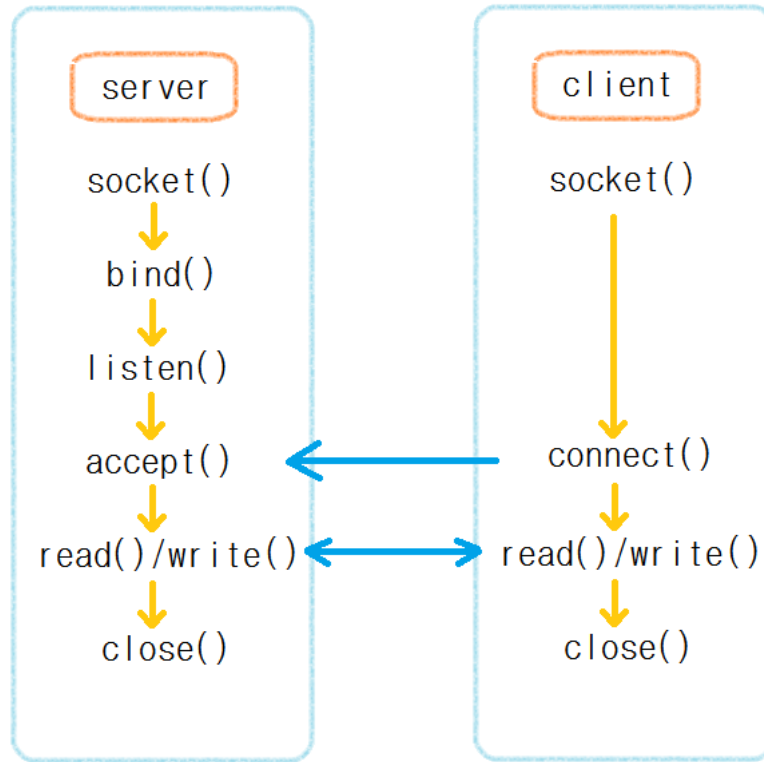 server
socket()
bind()
listen()
accept()
read()/write()
close()
client
socket()
connect()
read()/write()
close()